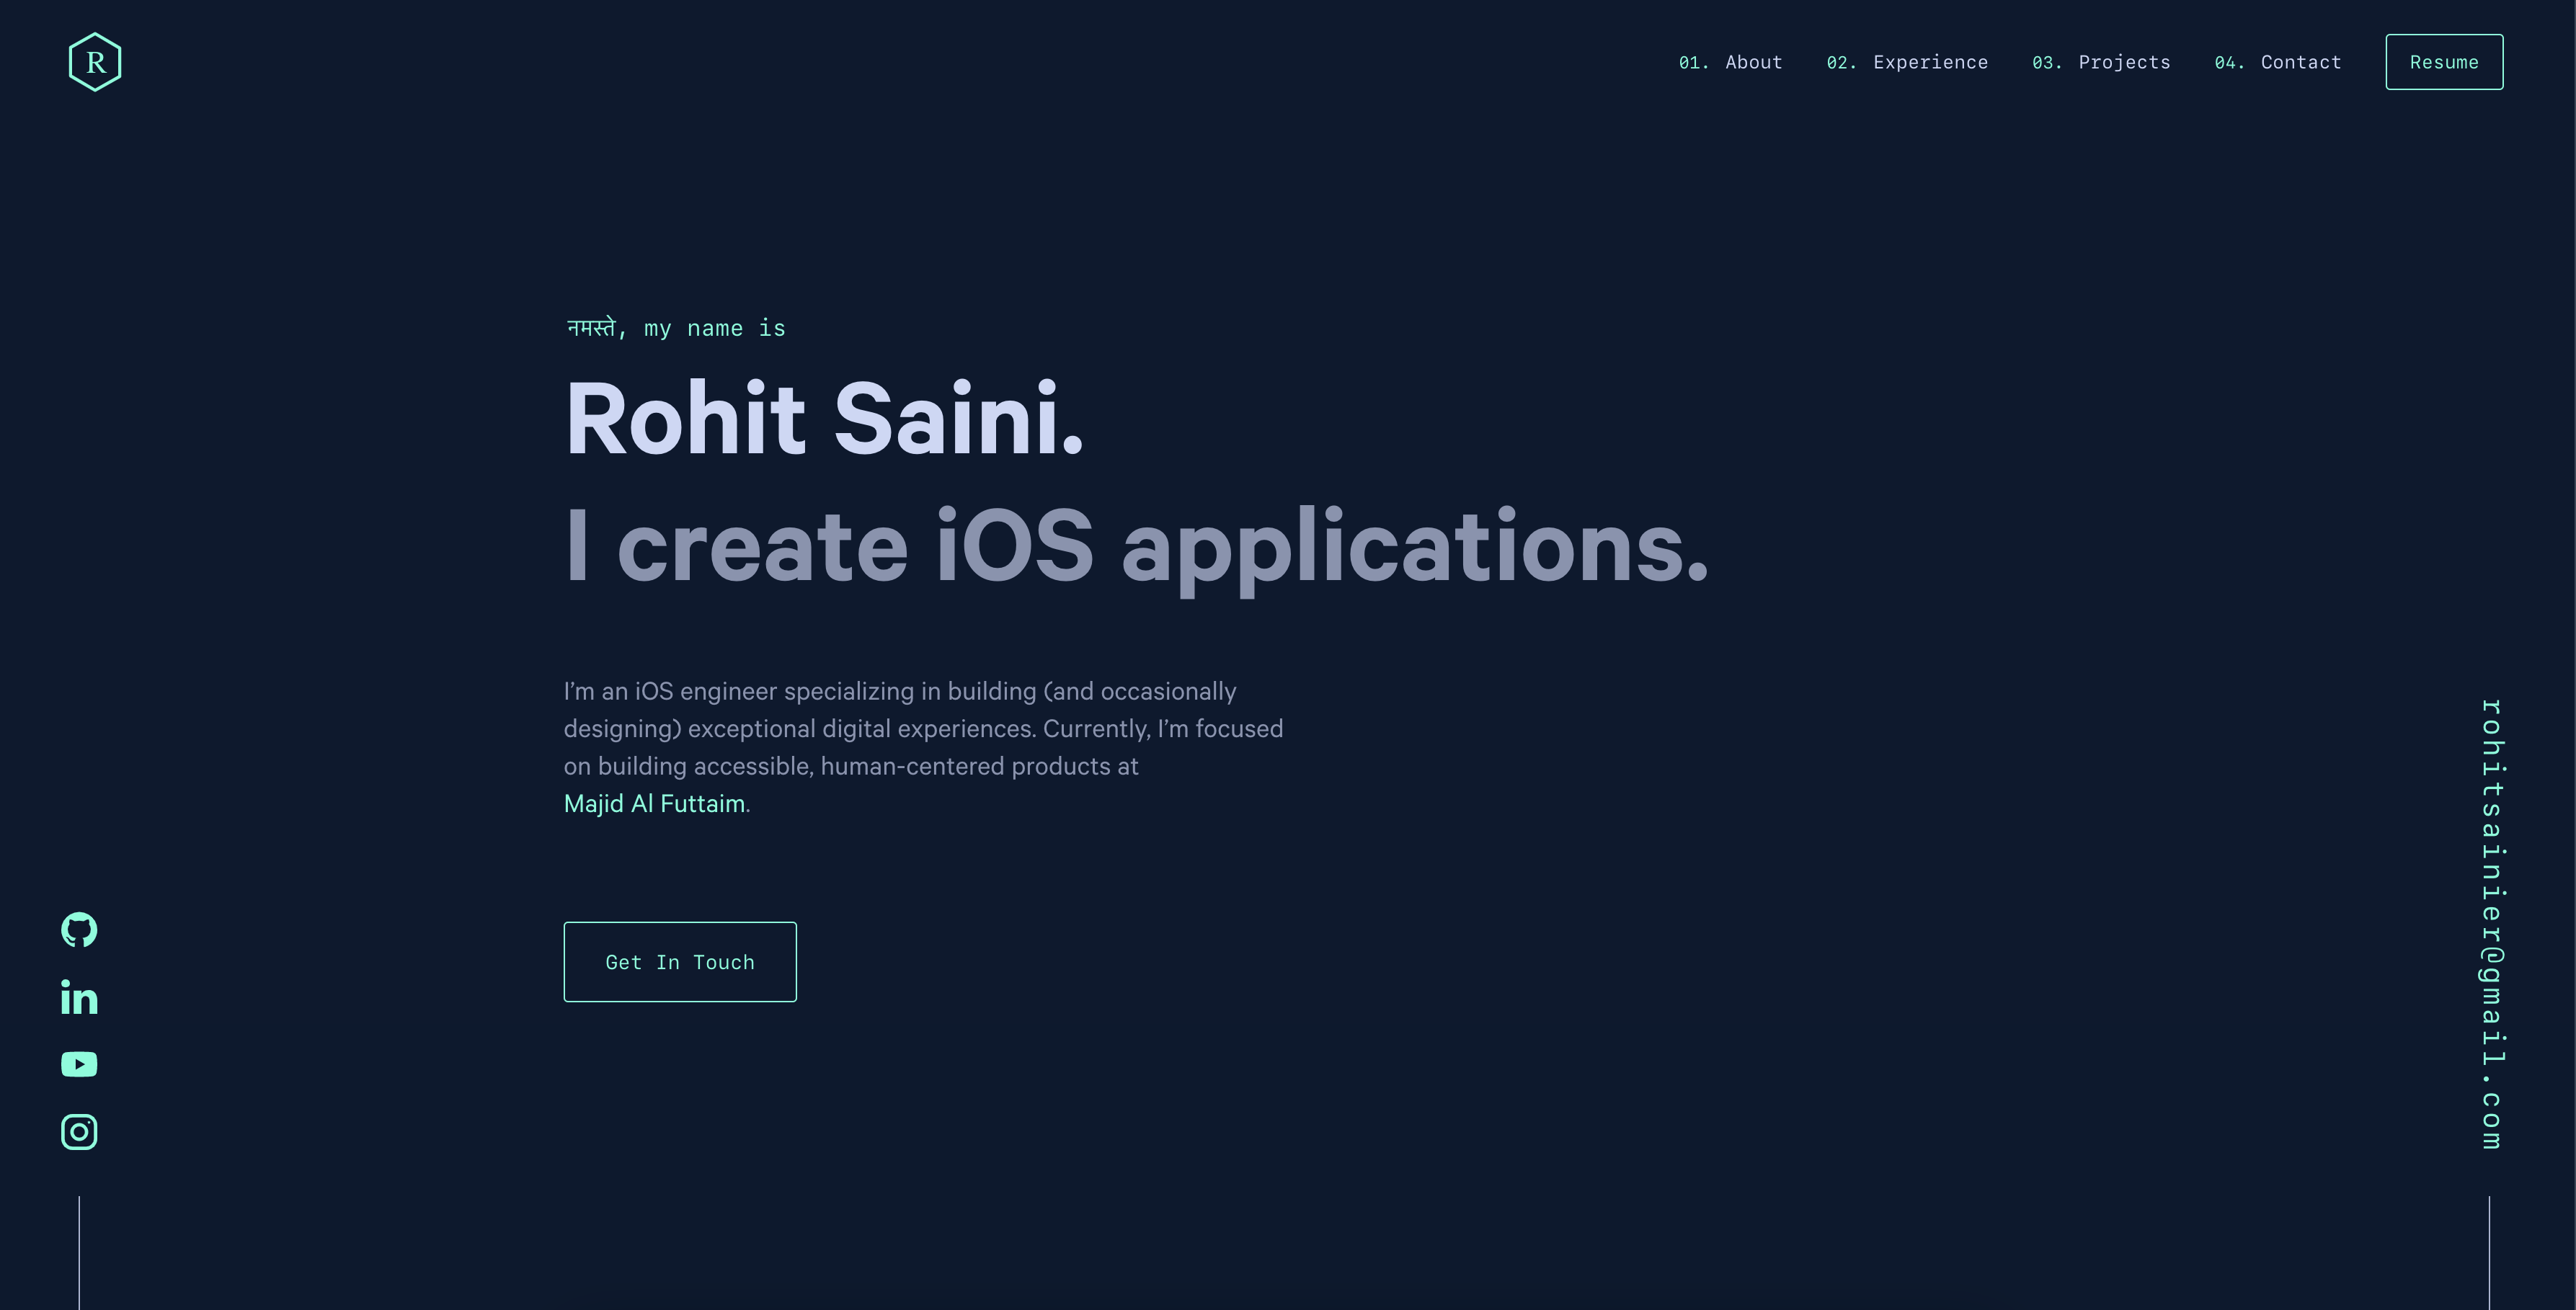 R
01. About 02. Experience 03. Projects 04. Contact Resume
नमस्ते, my name is
Rohit Saini.
I create iOS applications.
I’m an iOS engineer specializing in building (and occasionally
designing) exceptional digital experiences. Currently, I’m focused
on building accessible, human-centered products at
Majid Al Futtaim.
Get In Touch
in
rohitsainier@gmail.com